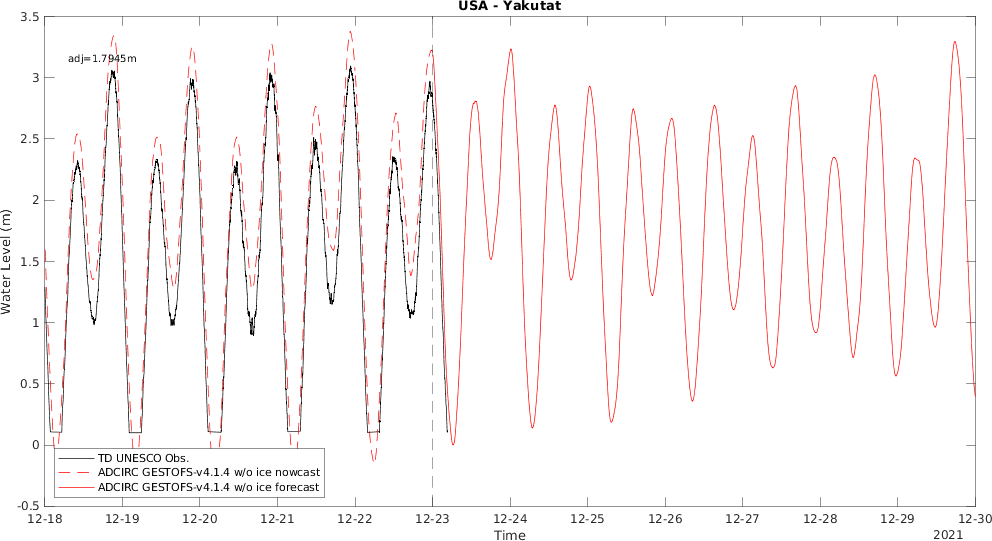 USA - Yakutat
adj=1.7945m
Water Level (m)
3.5
3
2.5
2
1.5
1
0.5
0
-0.5
TD UNESCO Obs.
ADCIRC GESTOFS-v4.1.4 w/o ice nowcast
ADCIRC GESTOFS-v4.1.4 w/o ice forecast
12-18 12-19 12-20 12-21 12-22 12-23 12-24 12-25 12-26 12-27 12-28 12-29 12-30
Time
2021